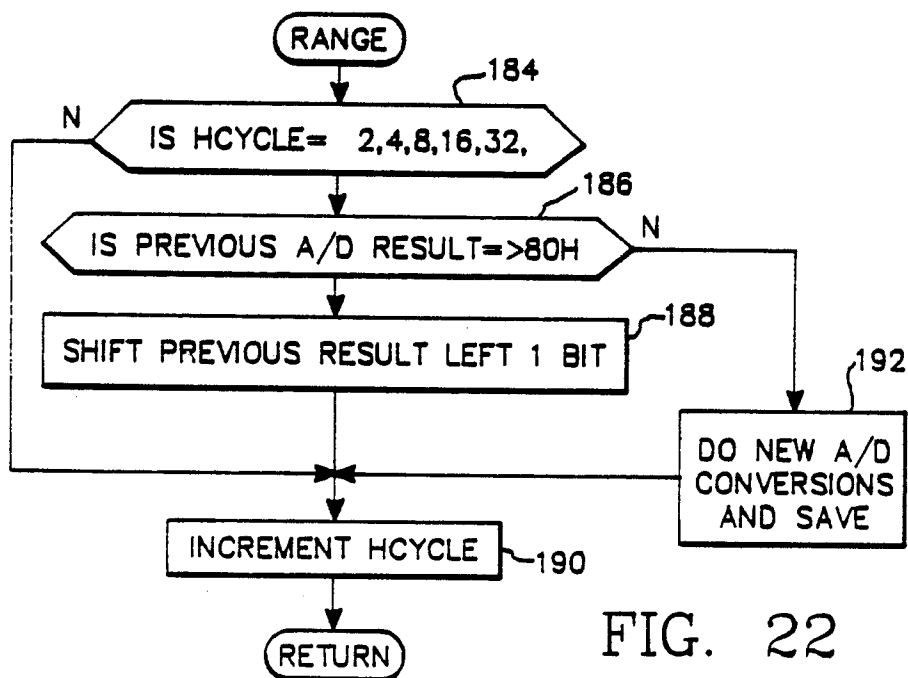 RANGE
184
N
IS HCYCLE= 2,4,8,16,32,
186
N
IS PREVIOUS A/D RESULT=>80H
188
SHIFT PREVIOUS RESULT LEFT 1 BIT
192
DO NEW A/D
CONVERSIONS
AND SAVE
INCREMENT HCYCLE
190
RETURN
FIG. 22